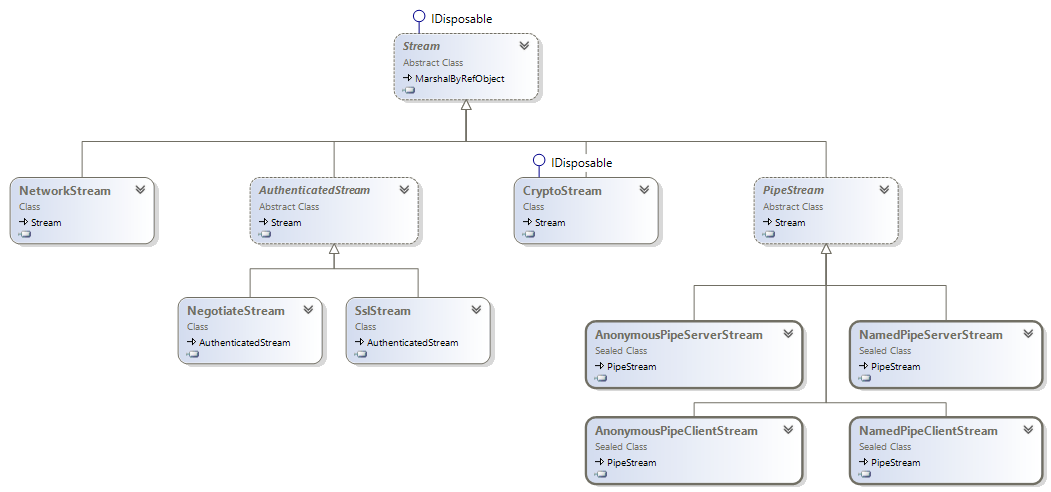 IDisposable
Stream
Abstract Class
MarshalByRefObject
IDisposable
NetworkStream
Class
Stream
AuthenticatedStream
Abstract Class
Stream
CryptoStream
Class
Stream
PipeStream
Abstract Class
Stream
NegotiateStream
Class
AuthenticatedStream
SslStream
Class
AuthenticatedStream
AnonymousPipeServerStream
Sealed Class
PipeStream
NamedPipeServerStream
Sealed Class
PipeStream
AnonymousPipeClientStream
Sealed Class
PipeStream
NamedPipeClientStream
Sealed Class
PipeStream